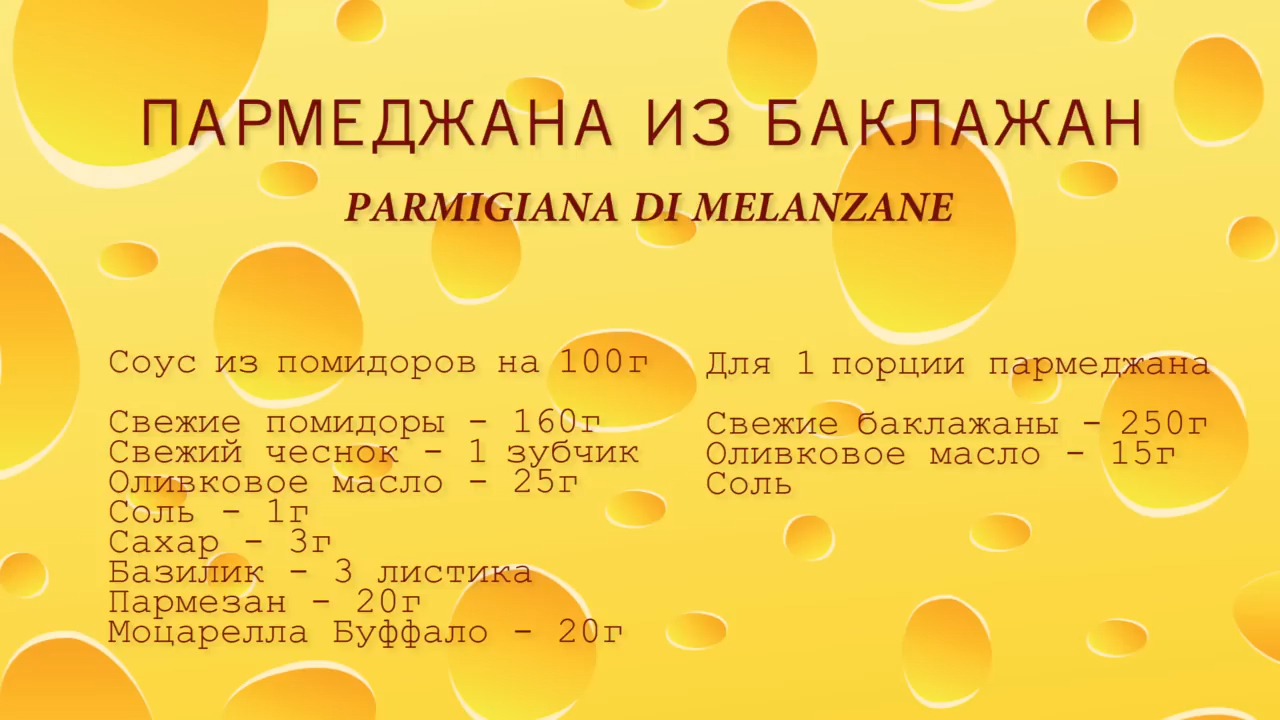 ПАРМЕДЖАНА ИЗ БАКЛАЖАН
PARMIGIANA DI MELANZANE
Соус из помидоров на 100г
Свежие помидоры - 160г
Свежий чеснок - 1 зубчик
Оливковое масло - 25г
Соль - 1г
Сахар - 3г
Базилик - 3 листика
Пармезан - 20г
Моцарелла Буффало - 20г
Для 1 порции пармеджана
Свежие баклажаны - 250г
Оливковое масло - 15г
Соль